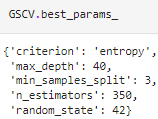 GSCV.best_params_
{'criterion': 'entropy',
'max_depth': 40,
'min_samples_split': 3,
'n_estimators': 350,
'random_state': 42}